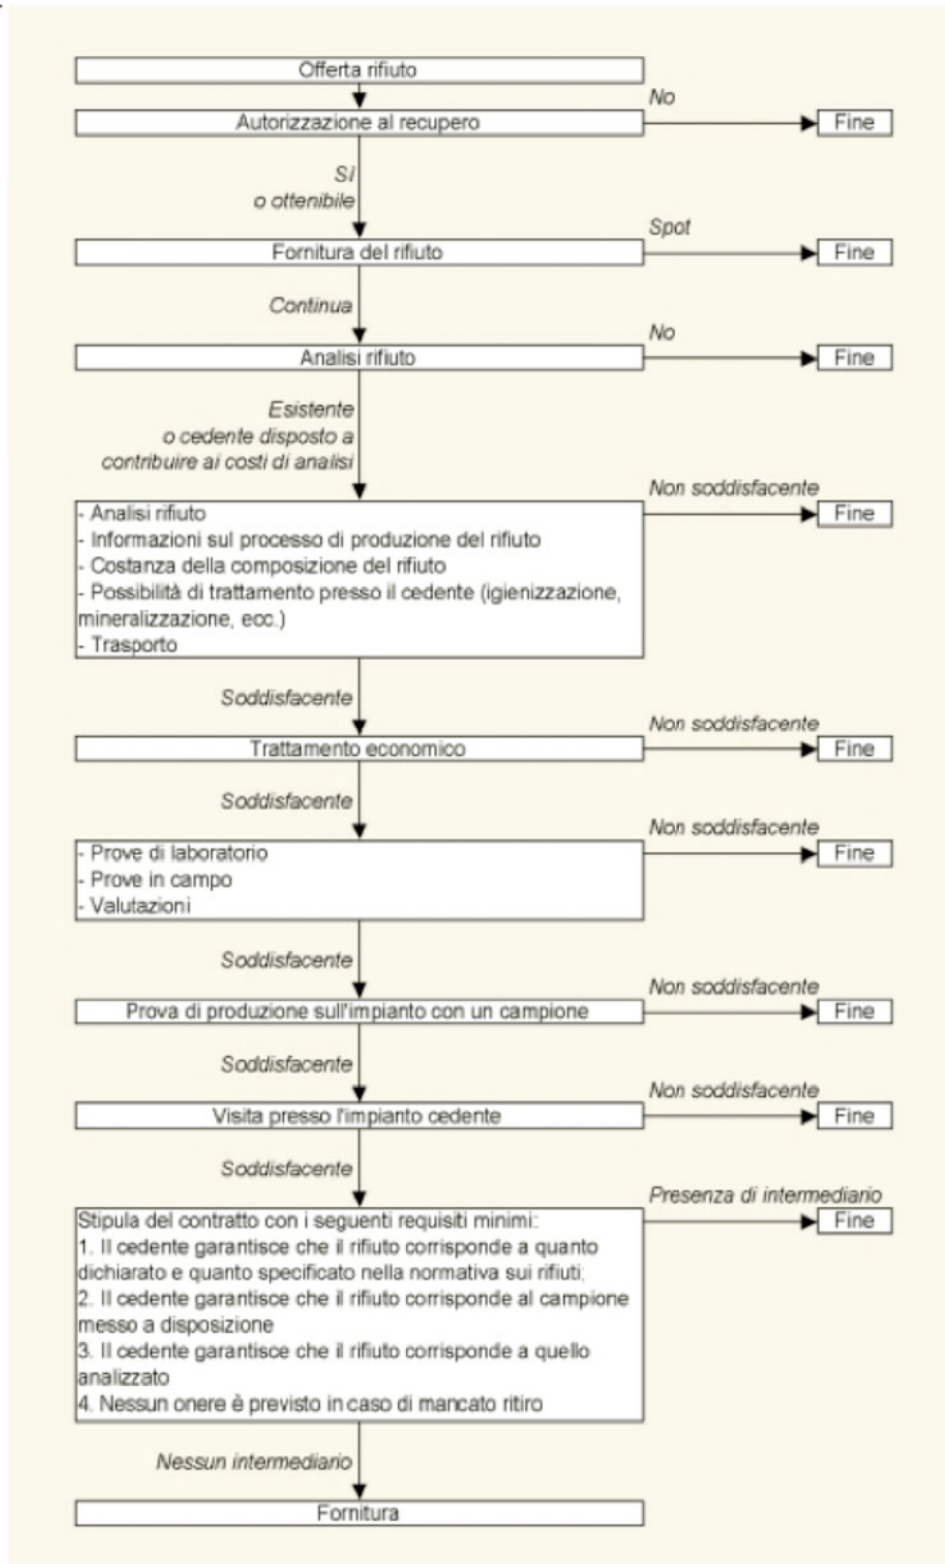 Offerta rifiuto
No
Autorizzazione al recupero
Fine
Sì
o ottenibile
Spot
Fornitura del rifiuto
Fine
Continua
No
Analisi rifiuto
Fine
Esistente
o cedente disposto a
contribuire ai costi di analisi
Non soddisfacente
- Analisi rifiuto
Fine
- Informazioni sul processo di produzione del rifiuto
- Costanza della composizione del rifiuto
- Possibilità di trattamento presso il cedente (igienizzazione,
mineralizzazione, ecc.)
- Trasporto
Soddisfacente
Non soddisfacente
Trattamento economico
Fine
Soddisfacente
Non soddisfacente
- Prove di laboratorio
Fine
- Prove in campo
- Valutazioni
Soddisfacente
Non soddisfacente
Prova di produzione sull'impianto con un campione
Fine
Soddisfacente
Non soddisfacente
Visita presso l'impianto cedente
Fine
Soddisfacente
Presenza di intermediario
Stipula del contratto con i seguenti requisiti minimi:
Fine
1. Il cedente garantisce che il rifiuto corrisponde a quanto
dichiarato e quanto specificato nella normativa sui rifiuti;
2. Il cedente garantisce che il rifiuto corrisponde al campione
messo a disposizione
3. Il cedente garantisce che il rifiuto corrisponde a quello
analizzato
4. Nessun onere è previsto in caso di mancato ritiro
Nessun intermediario
Fornitura